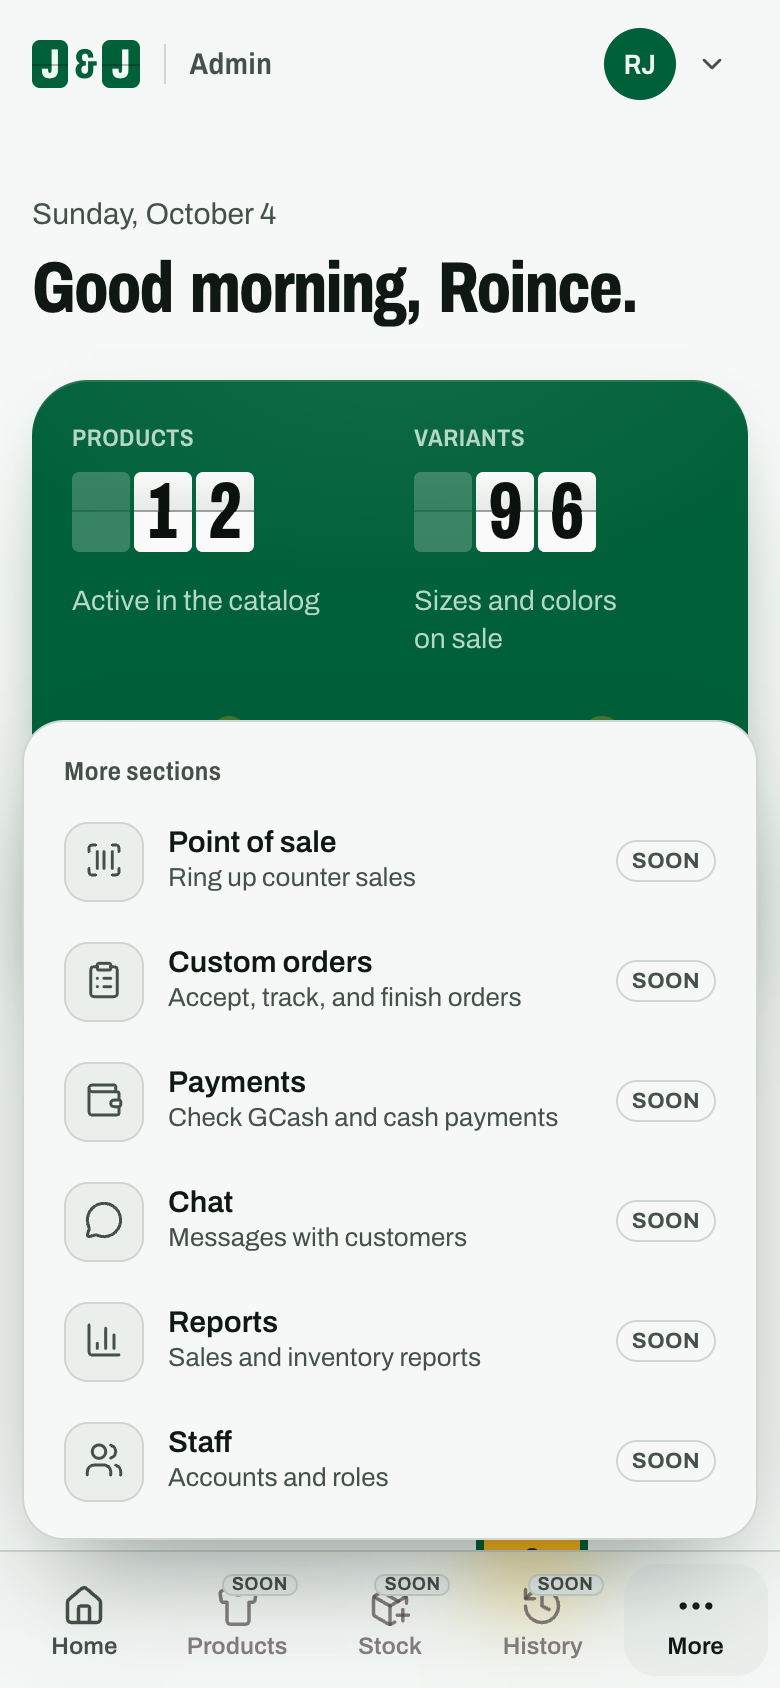 J & J Admin RJ
Sunday, October 4
Good morning, Roince.
PRODUCTS VARIANTS
12 96
Active in the catalog Sizes and colors
on sale
More sections
Point of sale
Ring up counter sales
SOON
Custom orders
Accept, track, and finish orders
SOON
Payments
Check GCash and cash payments
SOON
Chat
Messages with customers
SOON
Reports
Sales and inventory reports
SOON
Staff
Accounts and roles
SOON
SOON SOON SOON
Home Products Stock History More